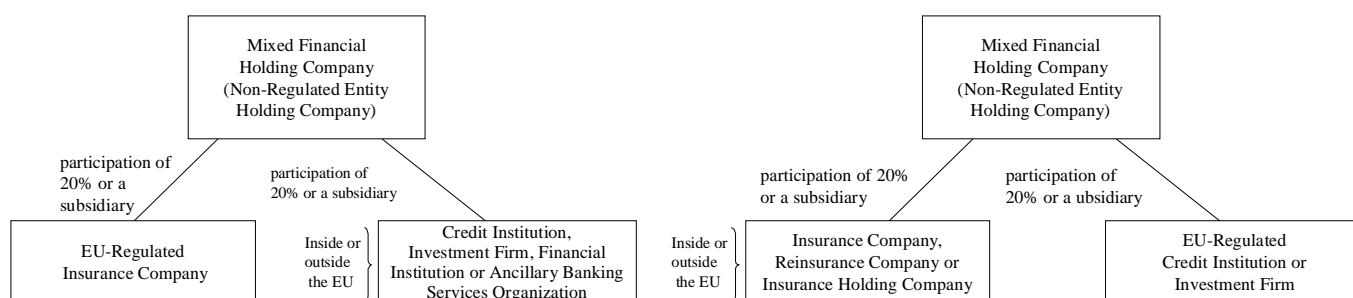 Mixed Financial
Holding Company
(Non-Regulated Entity
Holding Company)
participation of
20% or a
subsidiary
participation of
20% or a subsidiary
EU-Regulated
Insurance Company
Inside or
outside
the EU
Credit Institution,
Investment Firm, Financial
Institution or Ancillary Banking
Services Organization
Mixed Financial
Holding Company
(Non-Regulated Entity
Holding Company)
participation of 20%
or a subsidiary
participation of
20% or a ubsidiary
Inside or
outside
the EU
Insurance Company,
Reinsurance Company or
Insurance Holding Company
EU-Regulated
Credit Institution or
Investment Firm